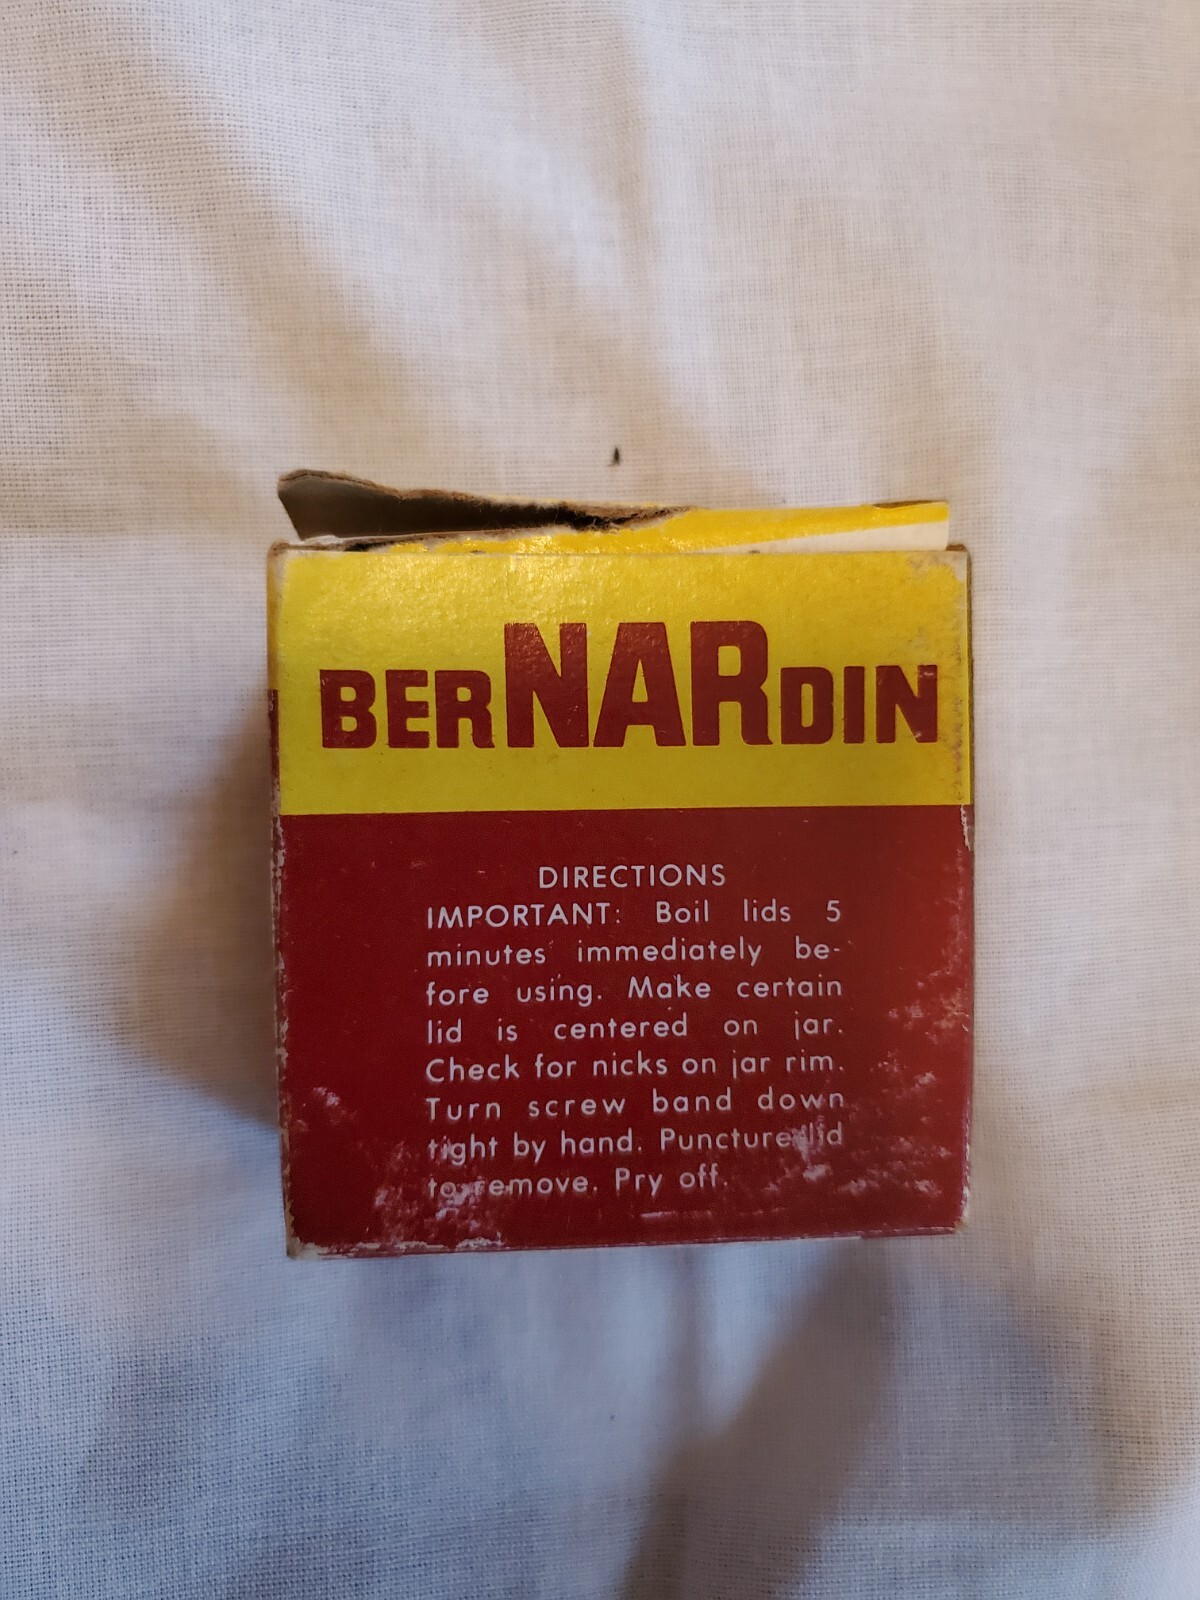 BERNARDIN
DIRECTIONS
IMPORTANT: Boil lids 5
minutes immediately be-
fore using. Make certain
lid is centered on jar.
Check for nicks on jar rim.
Turn screw band down
tight by hand. Puncture lid
to remove. Pry off.